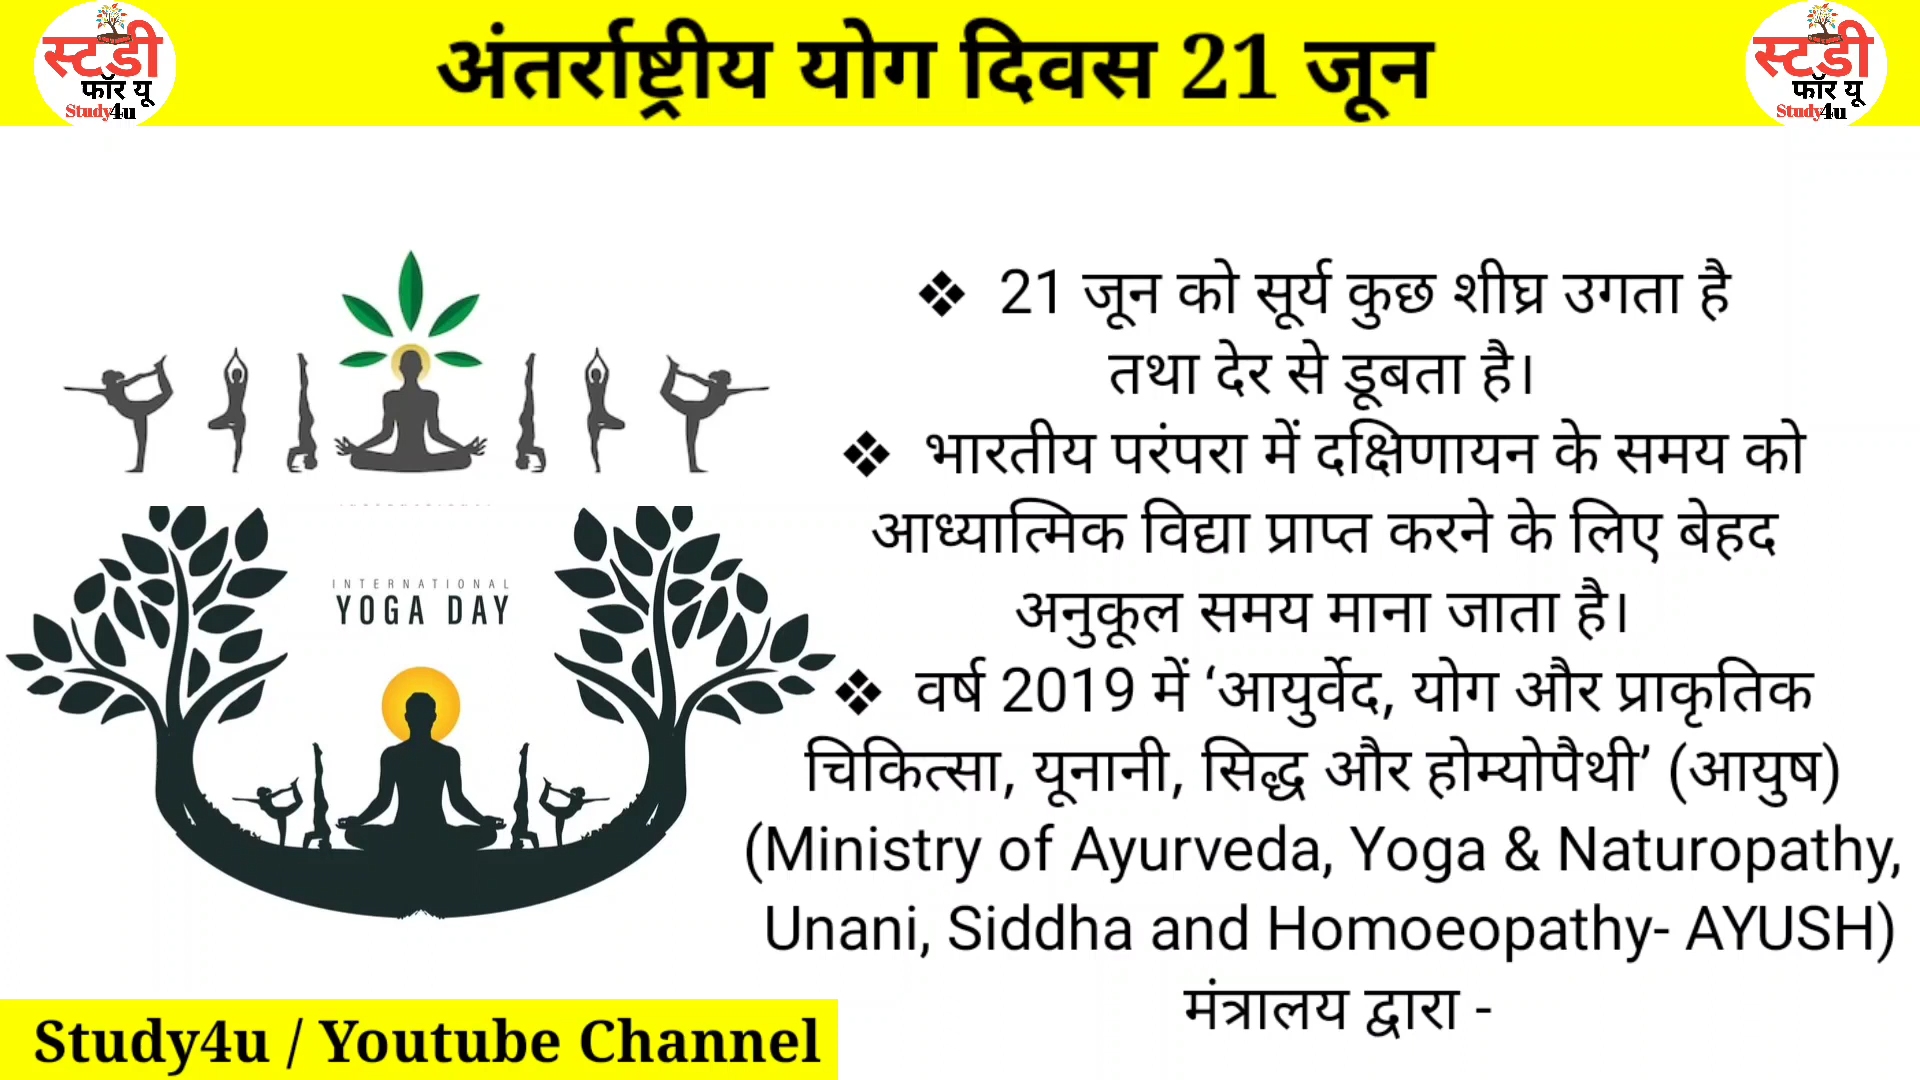 स्टडी
फॉर यू
Study4u
अंतर्राष्ट्रीय योग दिवस 21 जून
स्टडी
फॉर यू
Study4u
INTERNATIONAL
YOGA DAY
❖ 21 जून को सूर्य कुछ शीघ्र उगता है
तथा देर से डूबता है।
❖ भारतीय परंपरा में दक्षिणायन के समय को
आध्यात्मिक विद्या प्राप्त करने के लिए बेहद
अनुकूल समय माना जाता है।
❖ वर्ष 2019 में ‘आयुर्वेद, योग और प्राकृतिक
चिकित्सा, यूनानी, सिद्ध और होम्योपैथी’ (आयुष)
(Ministry of Ayurveda, Yoga & Naturopathy,
Unani, Siddha and Homoeopathy- AYUSH)
मंत्रालय द्वारा -
Study4u / Youtube Channel